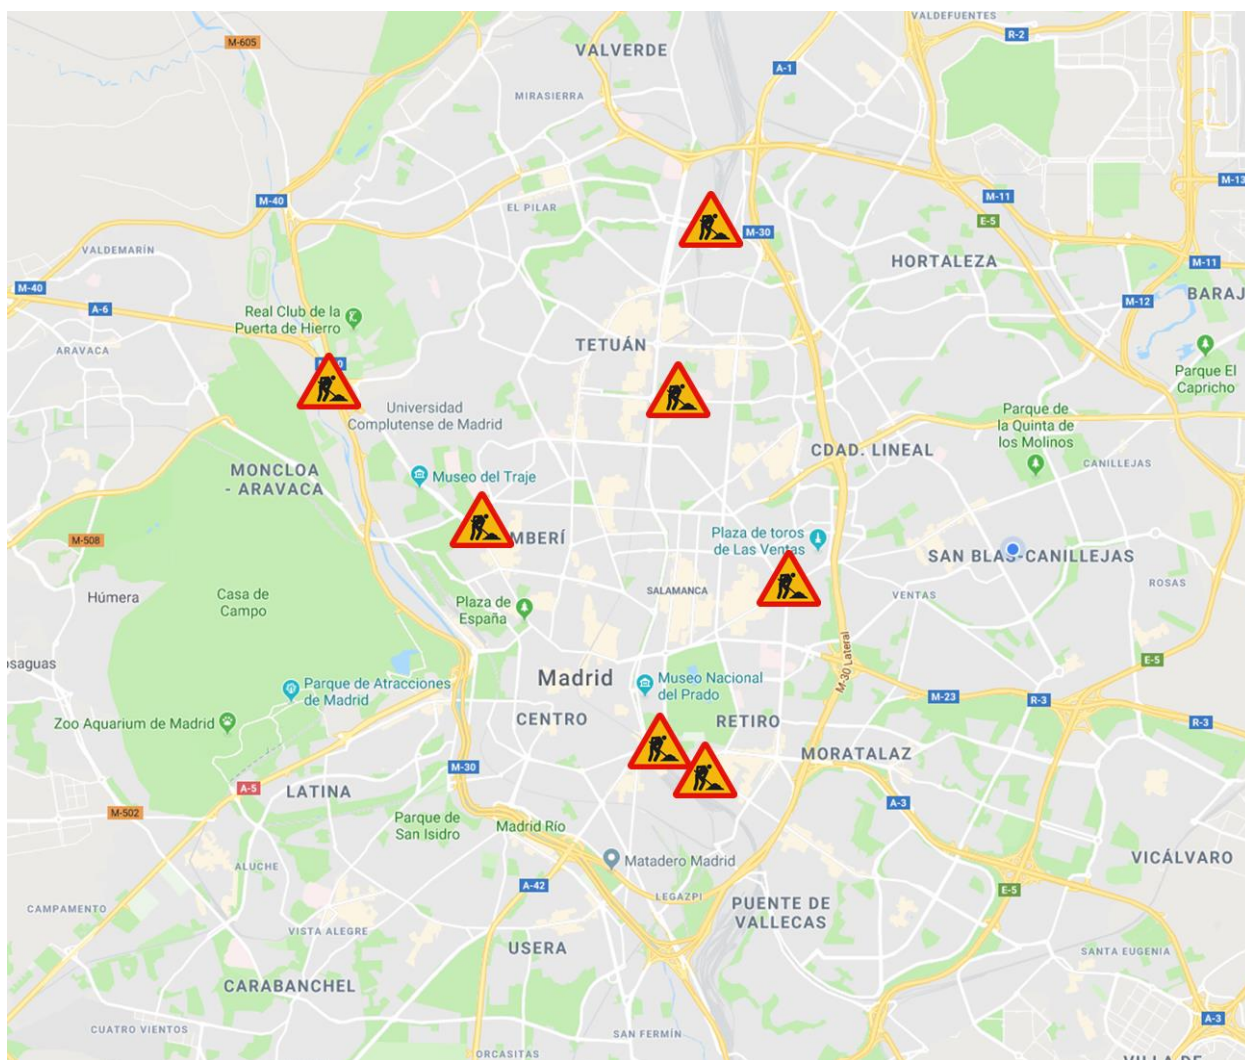 VALDEFUENTES
M-605
R-2
VALVERDE
A-1
MIRASIERRA
M-13
M-40
M-11
EL PILAR
E-5
M-30
VALDEMARÍN
HORTALEZA
M-11
M-40
BARAJ
A-6
M-12
Real Club de la
Puerta de Hierro
TETUÁN
ARAVACA
Parque El
Capricho
Universidad
Complutense de Madrid
Parque de
la Quinta de
los Molinos
CDAD. LINEAL
CANILLEJAS
MONCLOA
- ARAVACA
Museo del Traje
M-508
MBERÍ
Plaza de toros
de Las Ventas
SAN BLAS-CANILLEJAS
ROSAS
Húmera
Casa de
Campo
Plaza de
España
SALAMANCA
VENTAS
osaguas
M-30 Lateral
E-5
Madrid
Museo Nacional
del Prado
Parque de Atracciones
de Madrid
M-23
R-3
Zoo Aquarium de Madrid
CENTRO
RETIRO
R-3
MORATALAZ
M-30
A-5
LATINA
A-3
M-502
Parque de
San Isidro
Madrid Río
Matadero Madrid
VICÁLVARO
ALUCHE
A-42
LEGAZPI
E-5
CAMPAMENTO
PUENTE DE
VALLECAS
VISTA ALEGRE
USERA
SANTA EUGENIA
CARABANCHEL
A-3
CUATRO VIENTOS
SAN FERMÍN
ORCASITAS
VILLA DE